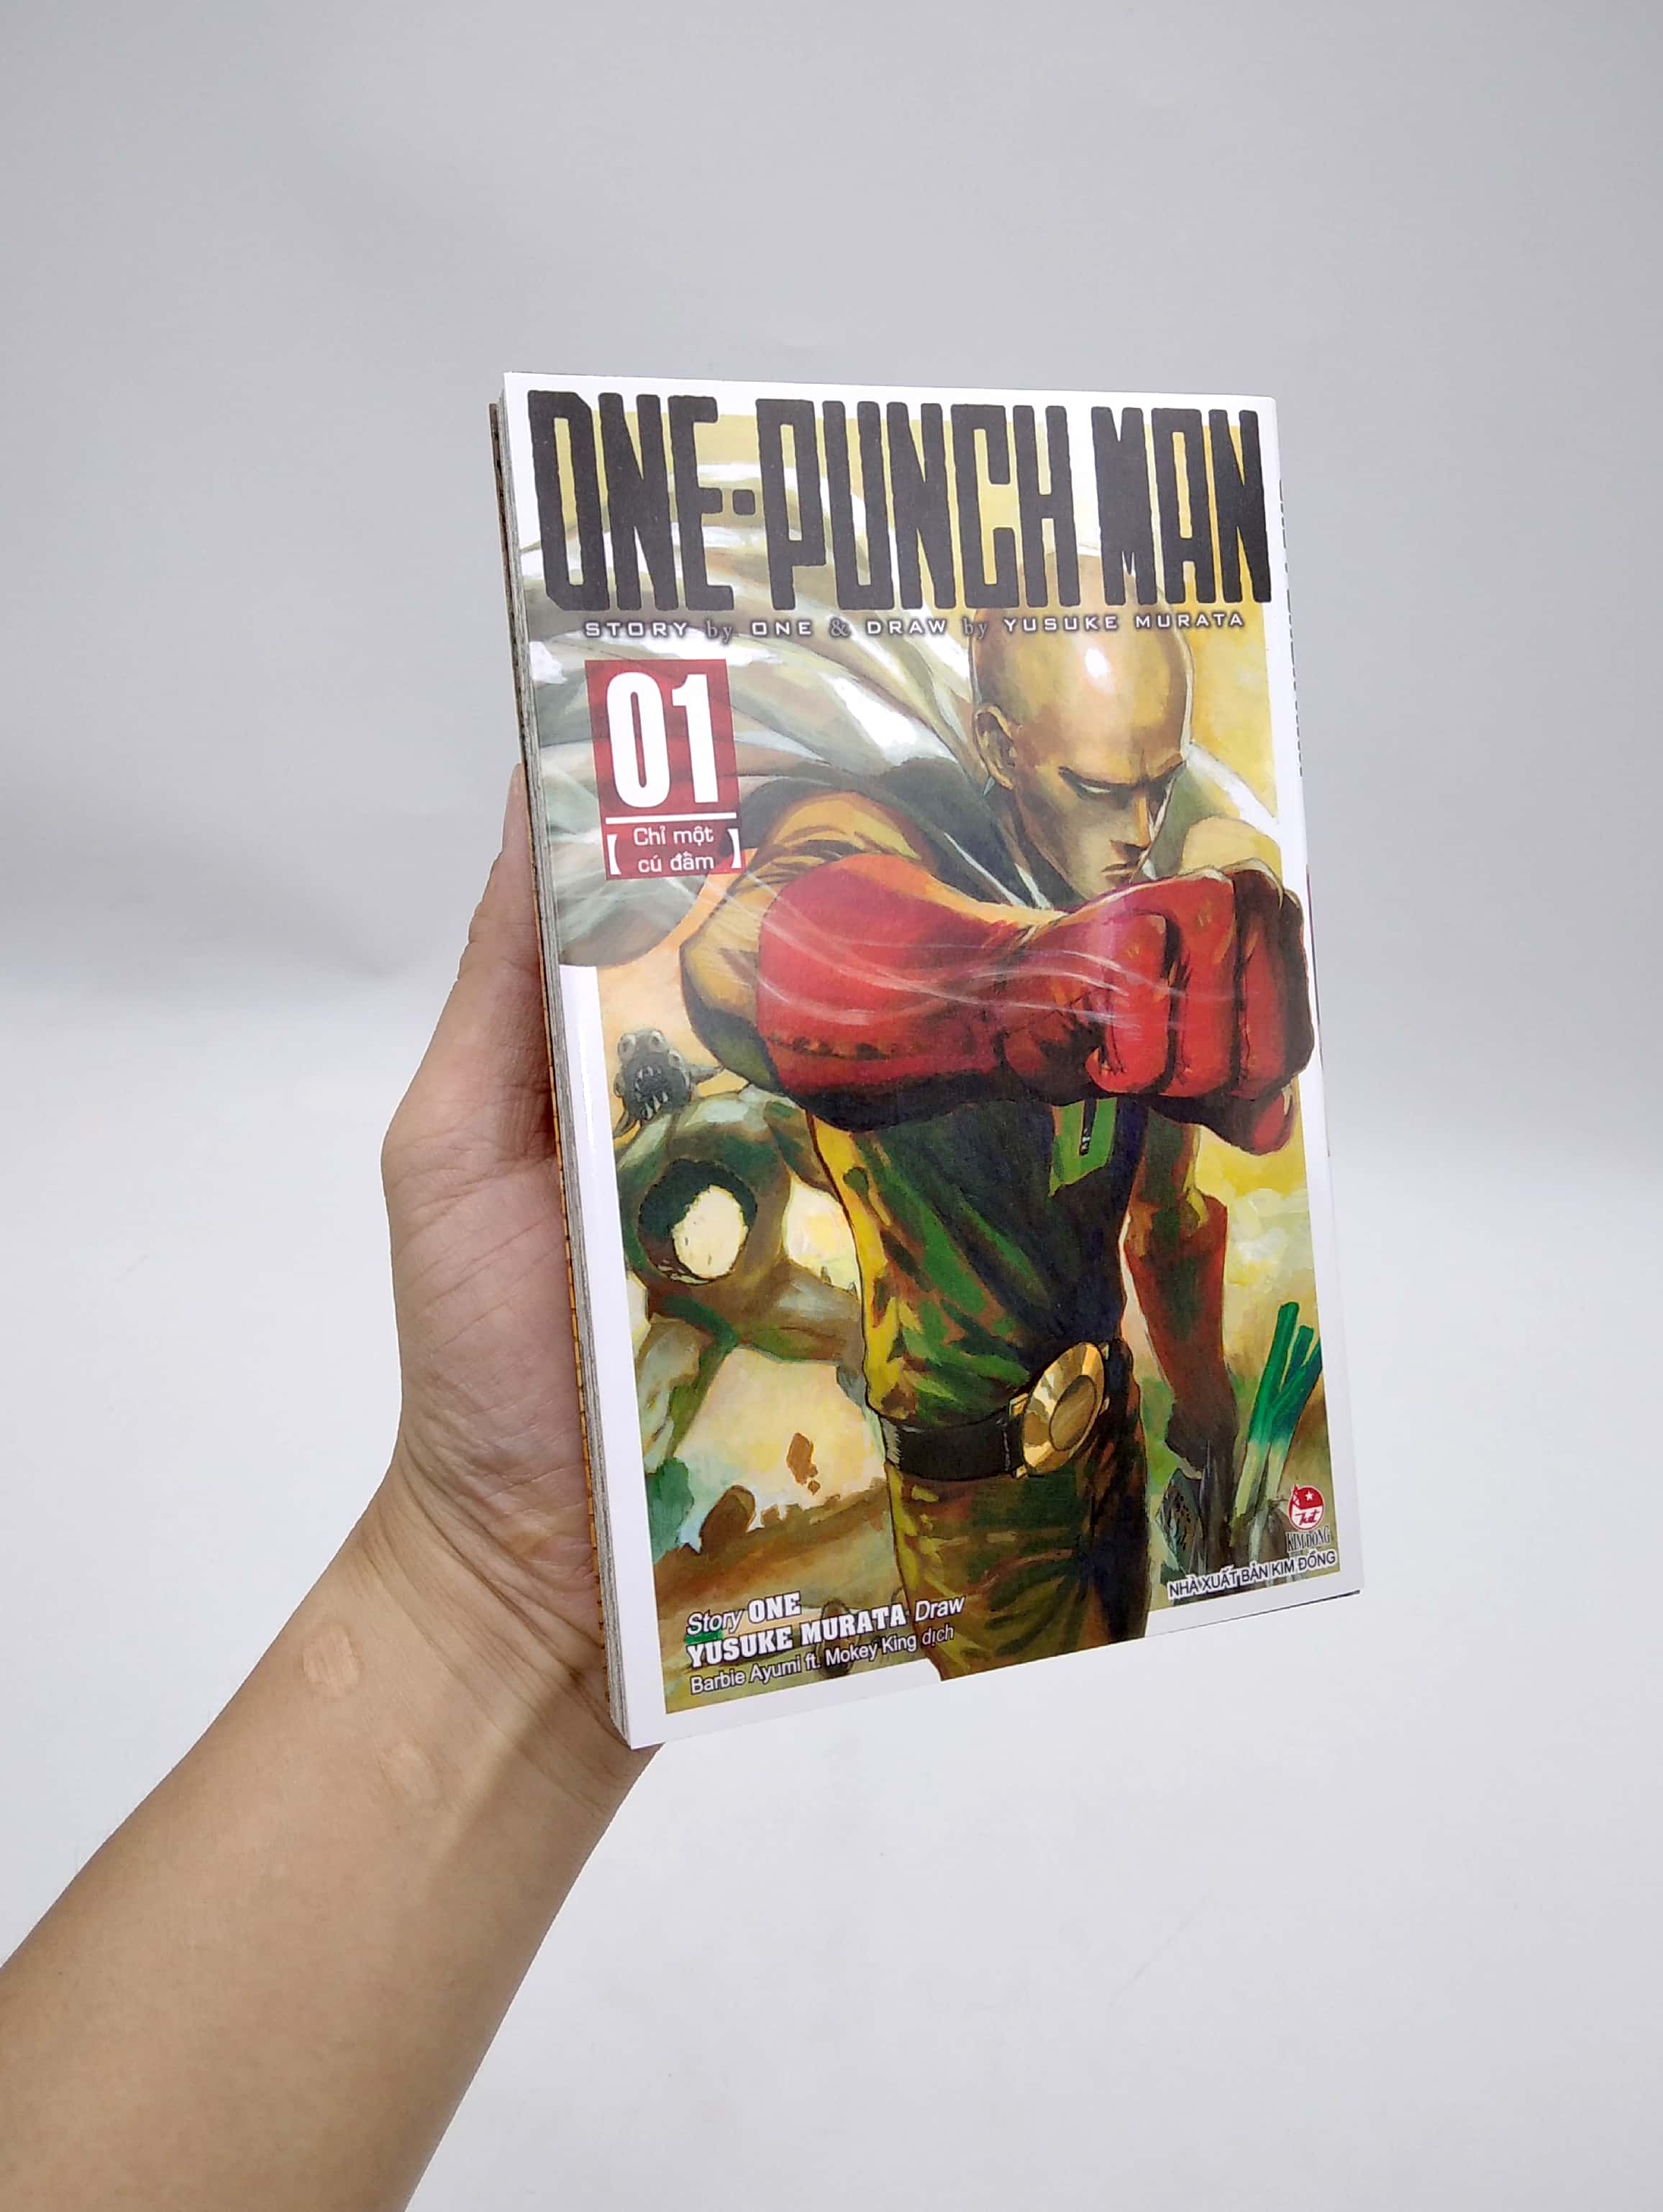 ONE-PUNCH MAN
STORY by ONE & DRAW by YUSUKE MURATA
01
【Chỉ một
cú đấm】
Story ONE
YUSUKE MURATA Draw
Barbie Ayumi ft. Mokey King dịch
KIM ĐỒNG
NHÀ XUẤT BẢN KIM ĐỒNG